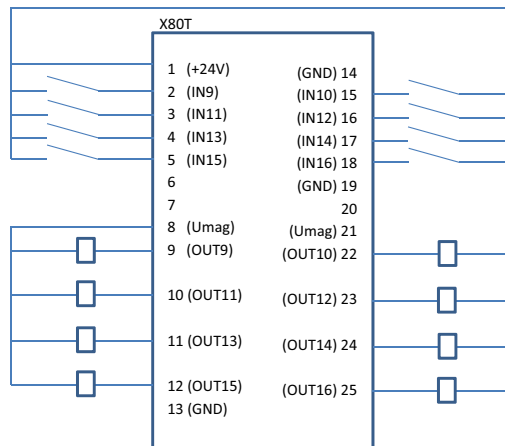 X80T
1 (+24V)
(GND) 14
2 (IN9)
(IN10) 15
3 (IN11)
(IN12) 16
4 (IN13)
(IN14) 17
5 (IN15)
(IN16) 18
6
(GND) 19
7
20
8 (Umag)
(Umag) 21
9 (OUT9)
(OUT10) 22
10 (OUT11)
(OUT12) 23
11 (OUT13)
(OUT14) 24
12 (OUT15)
(OUT16) 25
13 (GND)